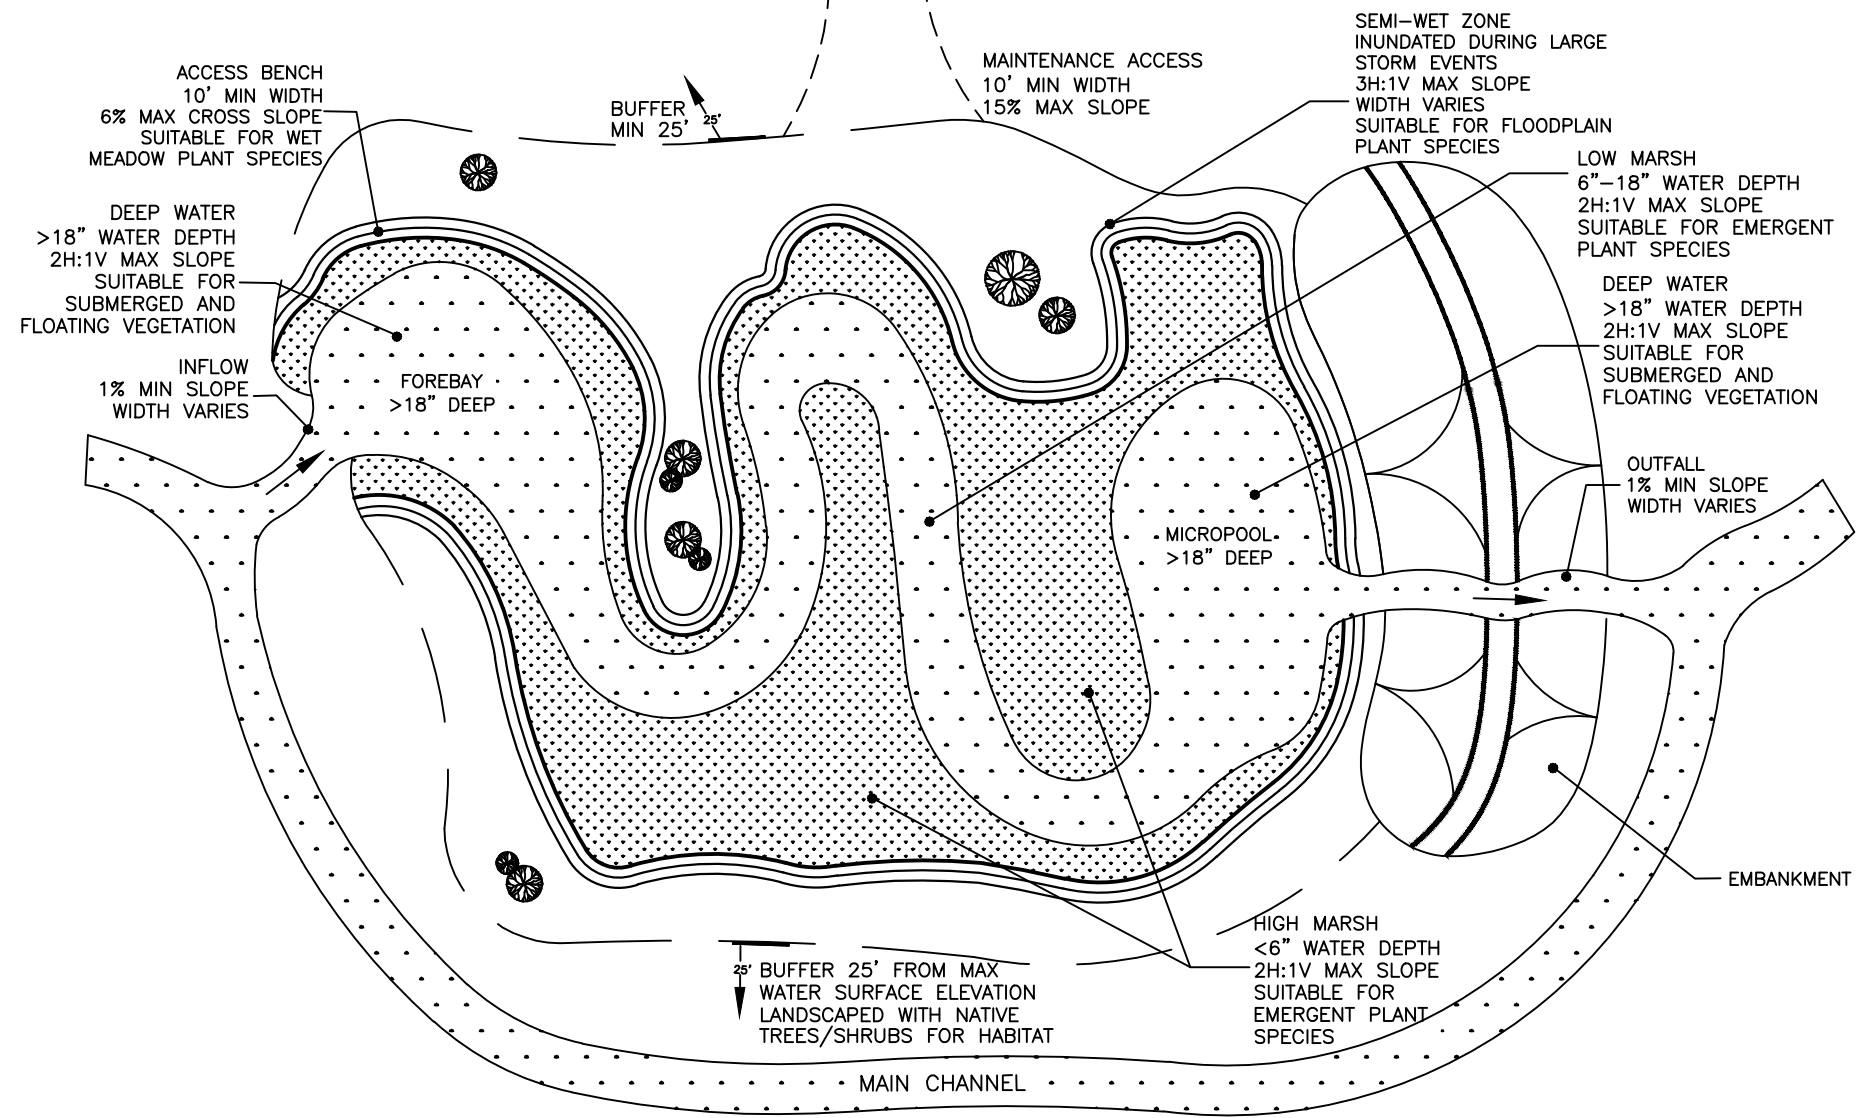 ACCESS BENCH
10' MIN WIDTH
6% MAX CROSS SLOPE
SUITABLE FOR WET
MEADOW PLANT SPECIES
DEEP WATER
>18" WATER DEPTH
2H:1V MAX SLOPE
SUITABLE FOR
SUBMERGED AND
FLOATING VEGETATION
INFLOW
1% MIN SLOPE
WIDTH VARIES
FOREBAY
>18" DEEP
BUFFER
MIN 25'
25'
MAINTENANCE ACCESS
10' MIN WIDTH
15% MAX SLOPE
SEMI-WET ZONE
INUNDATED DURING LARGE
STORM EVENTS
3H:1V MAX SLOPE
WIDTH VARIES
SUITABLE FOR FLOODPLAIN
PLANT SPECIES
LOW MARSH
6"-18" WATER DEPTH
2H:1V MAX SLOPE
SUITABLE FOR EMERGENT
PLANT SPECIES
DEEP WATER
>18" WATER DEPTH
2H:1V MAX SLOPE
SUITABLE FOR
SUBMERGED AND
FLOATING VEGETATION
MICROPOOL
>18" DEEP
OUTFALL
1% MIN SLOPE
WIDTH VARIES
EMBANKMENT
HIGH MARSH
<6" WATER DEPTH
2H:1V MAX SLOPE
SUITABLE FOR
EMERGENT PLANT
SPECIES
25'
BUFFER 25' FROM MAX
WATER SURFACE ELEVATION
LANDSCAPED WITH NATIVE
TREES/SHRUBS FOR HABITAT
MAIN CHANNEL